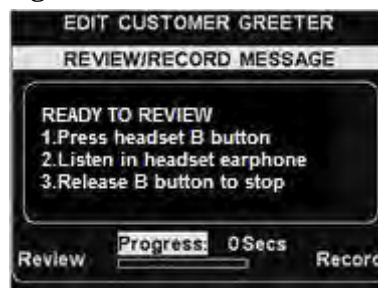 EDIT CUSTOMER GREETER
REVIEW/RECORD MESSAGE
READY TO REVIEW
1.Press headset B button
2.Listen in headset earphone
3.Release B button to stop
Progress: 0Secs
Review Record